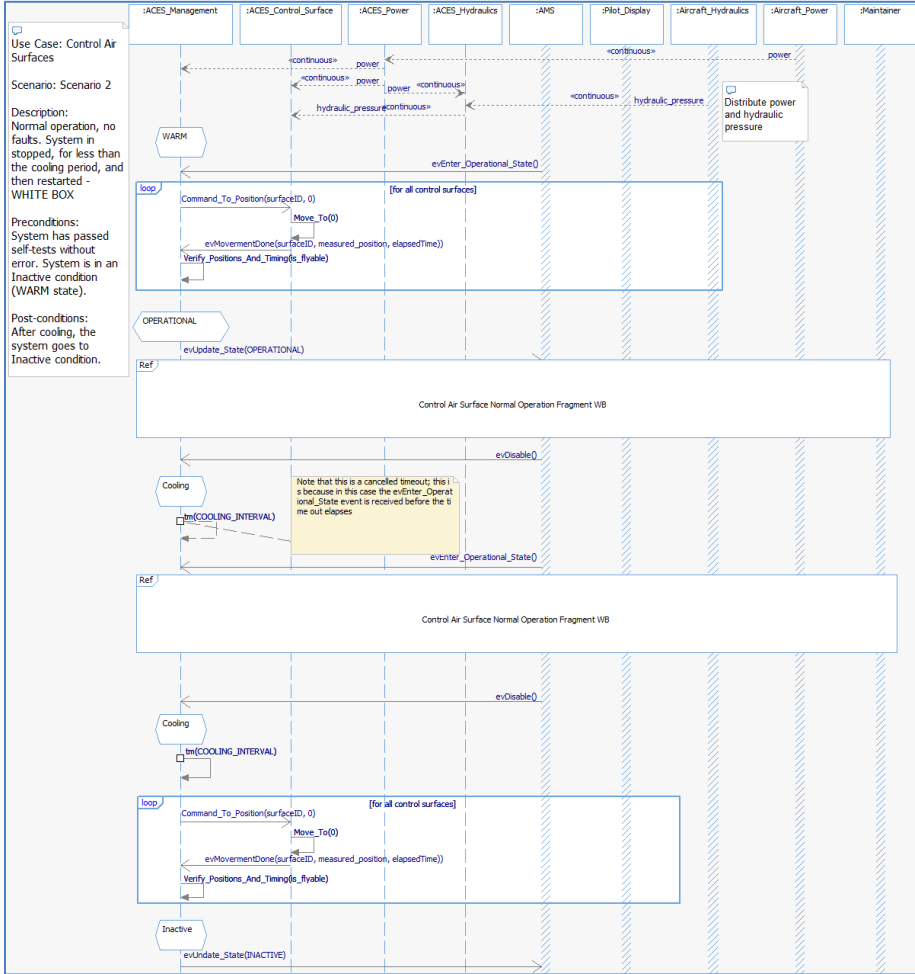 :ACES_Management :ACES_Control_Surface :ACES_Power :ACES_Hydraulics :AMS :Pilot_Display :Aircraft_Hydraulics :Aircraft_Power :Maintainer
Use Case: Control Air
Surfaces
Scenario: Scenario 2
Description:
Normal operation, no
faults. System in
stopped, for less than
the cooling period, and
then restarted -
WHITE BOX
Preconditions:
System has passed
self-tests without
error. System is in an
Inactive condition
(WARM state).
Post-conditions:
After cooling, the
system goes to
Inactive condition.
«continuous» power
«continuous» power
«continuous» power
power «continuous»
«continuous» hydraulic_pressure
hydraulic_pressure «continuous»
Distribute power
and hydraulic
pressure
WARM
evEnter_Operational_State()
loop [for all control surfaces]
Command_To_Position(surfaceID, 0)
Move_To(0)
evMovermentDone(surfaceID, measured_position, elapsedTime))
Verify_Positions_And_Timing(is_flyable)
OPERATIONAL
evUpdate_State(OPERATIONAL)
Ref
Control Air Surface Normal Operation Fragment WB
evDisable()
Cooling
Note that this is a cancelled timeout; this i
s because in this case the evEnter_Operat
ional_State event is received before the ti
me out elapses
tm(COOLING_INTERVAL)
evEnter_Operational_State()
Ref
Control Air Surface Normal Operation Fragment WB
evDisable()
Cooling
tm(COOLING_INTERVAL)
loop [for all control surfaces]
Command_To_Position(surfaceID, 0)
Move_To(0)
evMovermentDone(surfaceID, measured_position, elapsedTime))
Verify_Positions_And_Timing(is_flyable)
Inactive
evUpdate_State(INACTIVE)